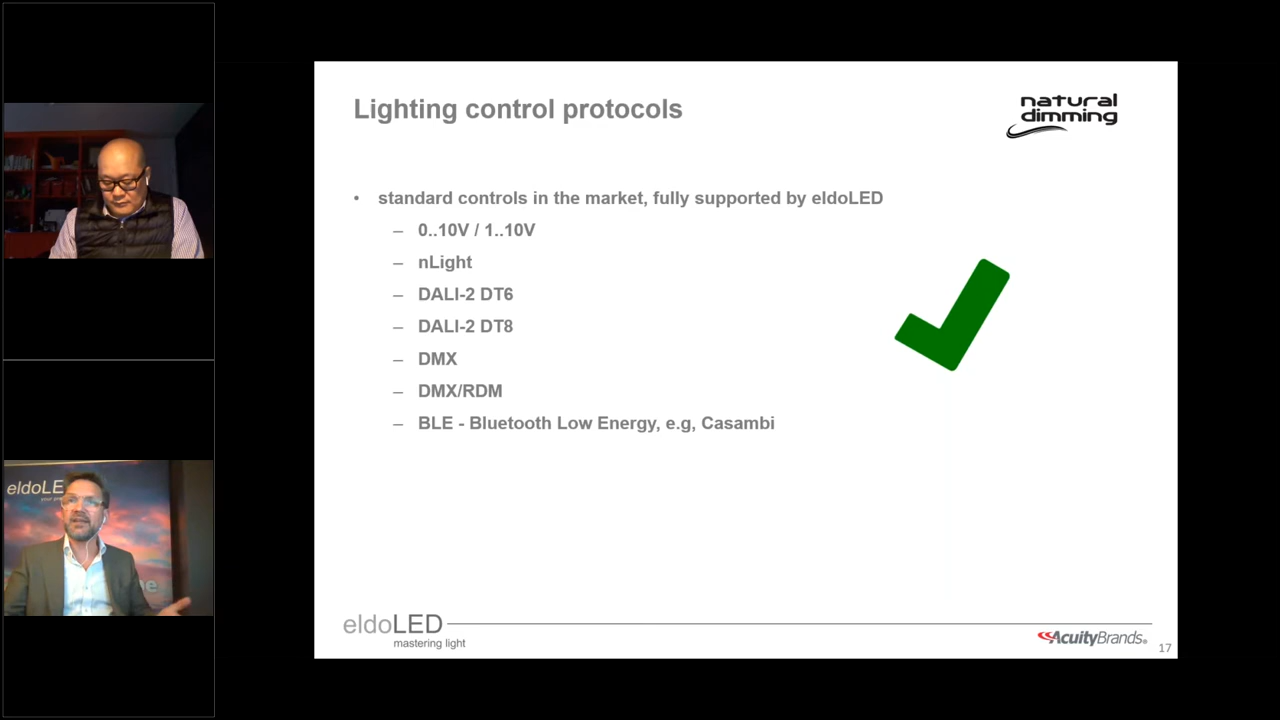 Lighting control protocols
natural
dimming
• standard controls in the market, fully supported by eldoLED
– 0..10V / 1..10V
– nLight
– DALI-2 DT6
– DALI-2 DT8
– DMX
– DMX/RDM
– BLE - Bluetooth Low Energy, e.g, Casambi
eldoLED
mastering light
AcuityBrands®
17
eldoLE
your